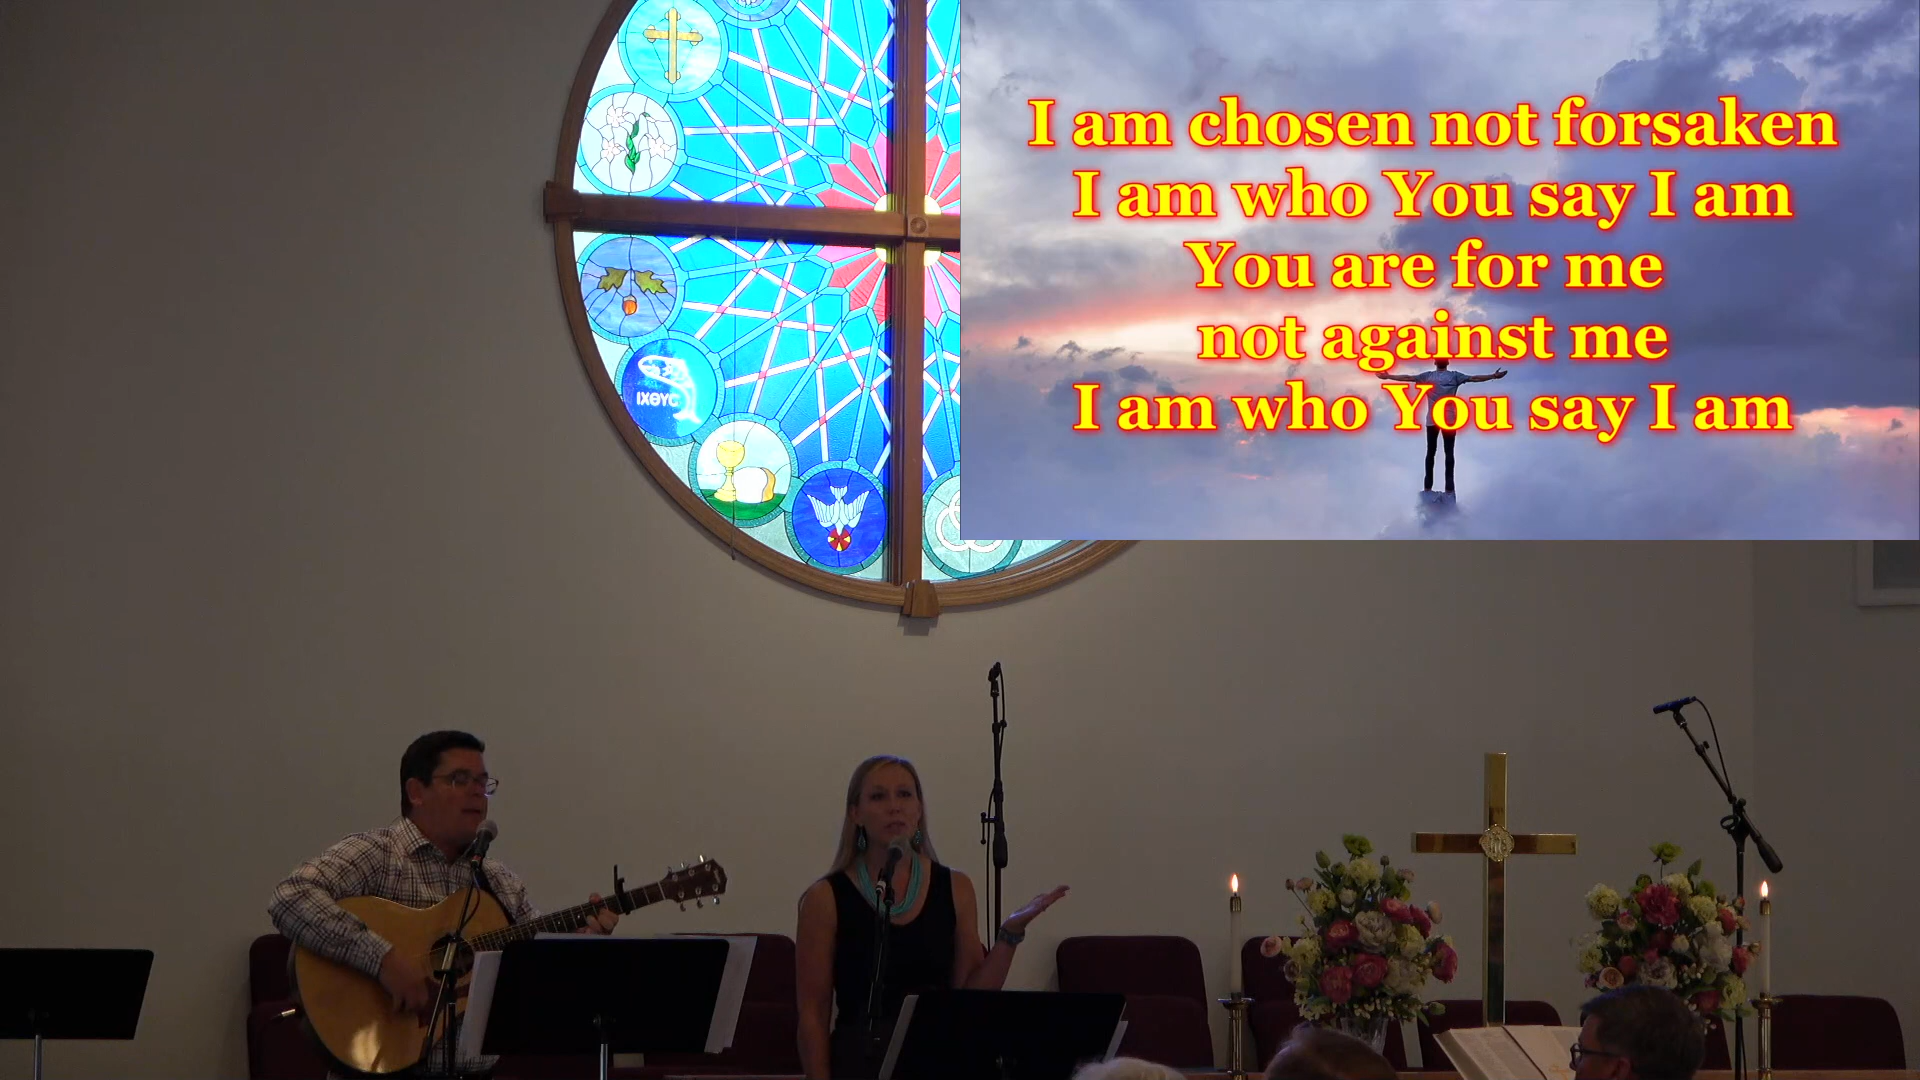 I am chosen not forsaken
I am who You say I am
You are for me
not against me
I am who You say I am
ΙΧΘΥC